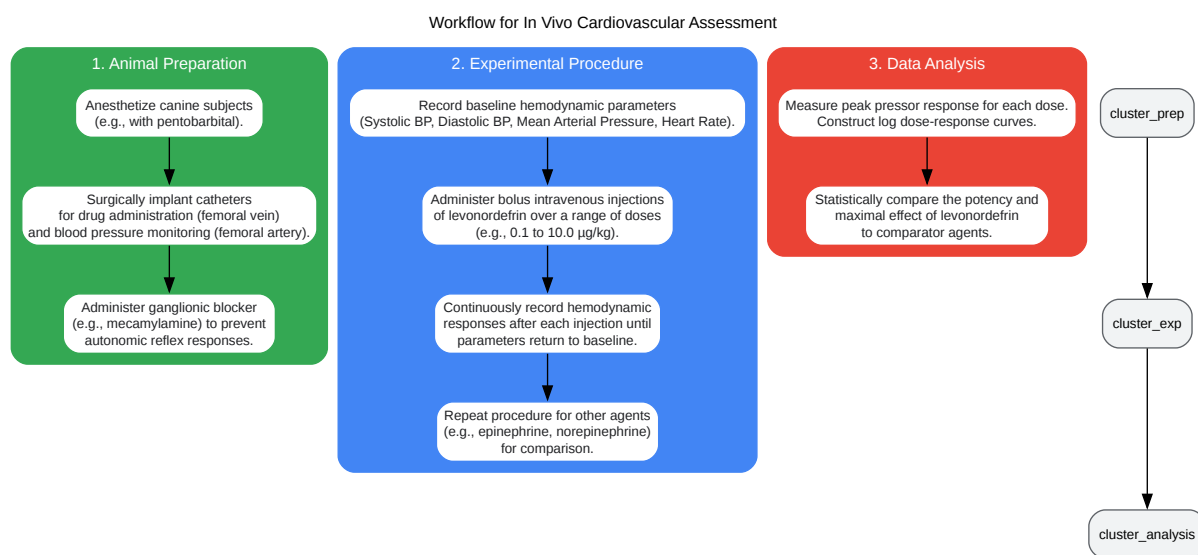 Workflow for In Vivo Cardiovascular Assessment
1. Animal Preparation
Anesthetize canine subjects
(e.g., with pentobarbital).
Surgically implant catheters
for drug administration (femoral vein)
and blood pressure monitoring (femoral artery).
Administer ganglionic blocker
(e.g., mecamylamine) to prevent
autonomic reflex responses.
2. Experimental Procedure
Record baseline hemodynamic parameters
(Systolic BP, Diastolic BP, Mean Arterial Pressure, Heart Rate).
Administer bolus intravenous injections
of levonordefrin over a range of doses
(e.g., 0.1 to 10.0 µg/kg).
Continuously record hemodynamic
responses after each injection until
parameters return to baseline.
Repeat procedure for other agents
(e.g., epinephrine, norepinephrine)
for comparison.
3. Data Analysis
Measure peak pressor response for each dose.
Construct log dose-response curves.
Statistically compare the potency and
maximal effect of levonordefrin
to comparator agents.
cluster_prep
cluster_exp
cluster_analysis